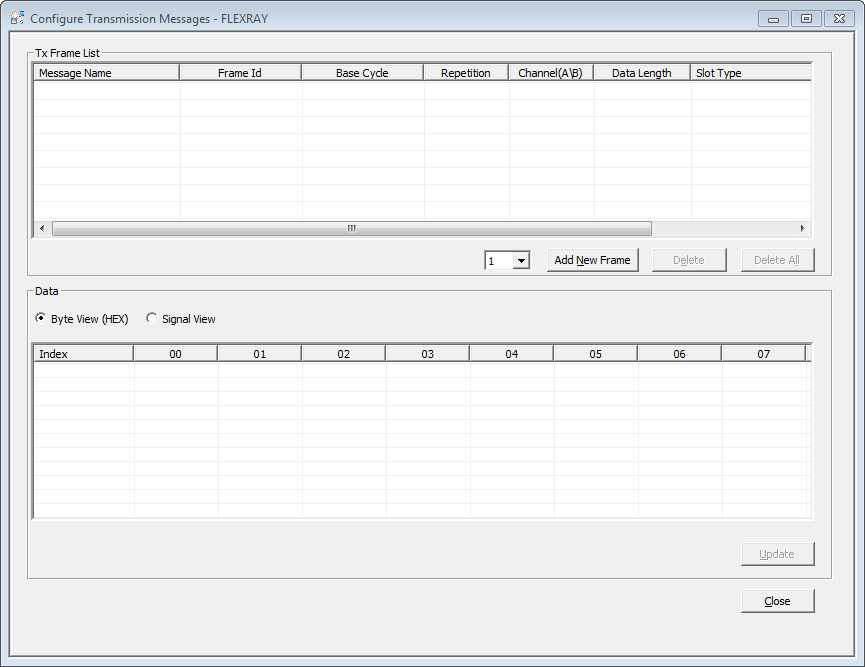 Configure Transmission Messages - FLEXRAY
Tx Frame List
Message Name Frame Id Base Cycle Repetition Channel(A\B) Data Length Slot Type
1 Add New Frame Delete Delete All
Data
Byte View (HEX) Signal View
Index 00 01 02 03 04 05 06 07
Update
Close